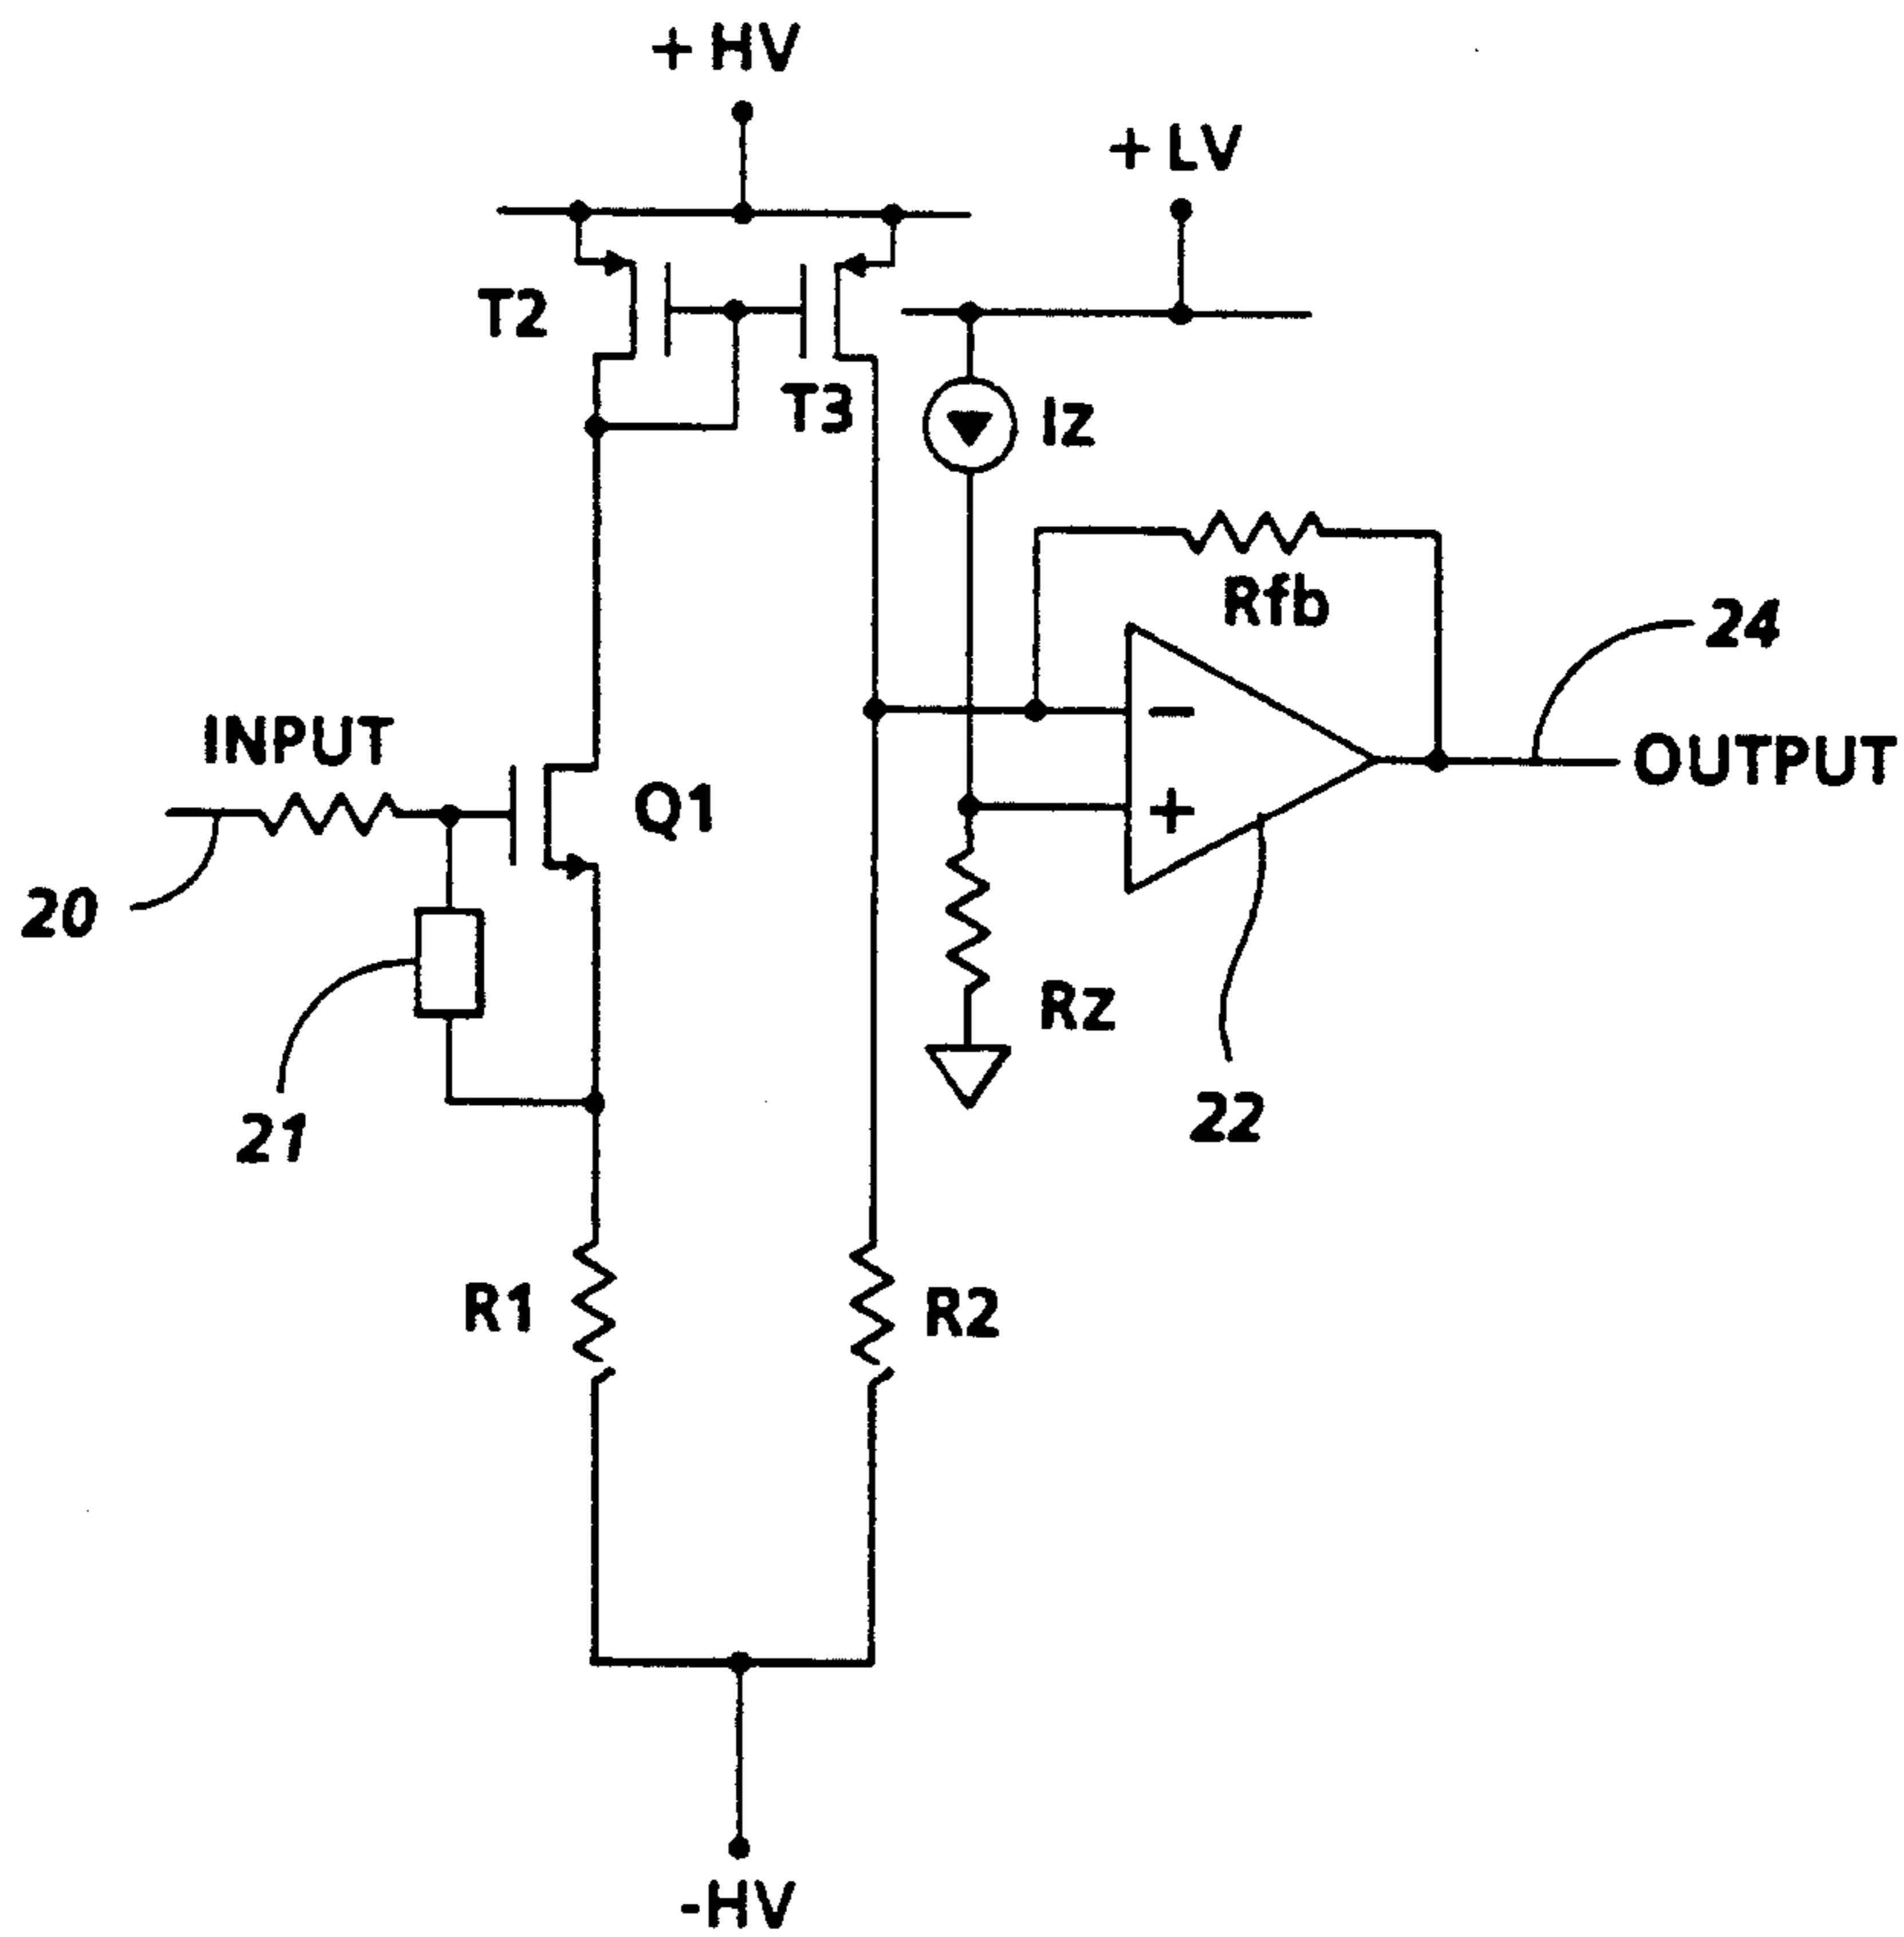 + HV
+ LV
T2
T3
Iz
Rfb
24
INPUT
Q1
−
OUTPUT
+
20
Rz
21
22
R1
R2
-HV